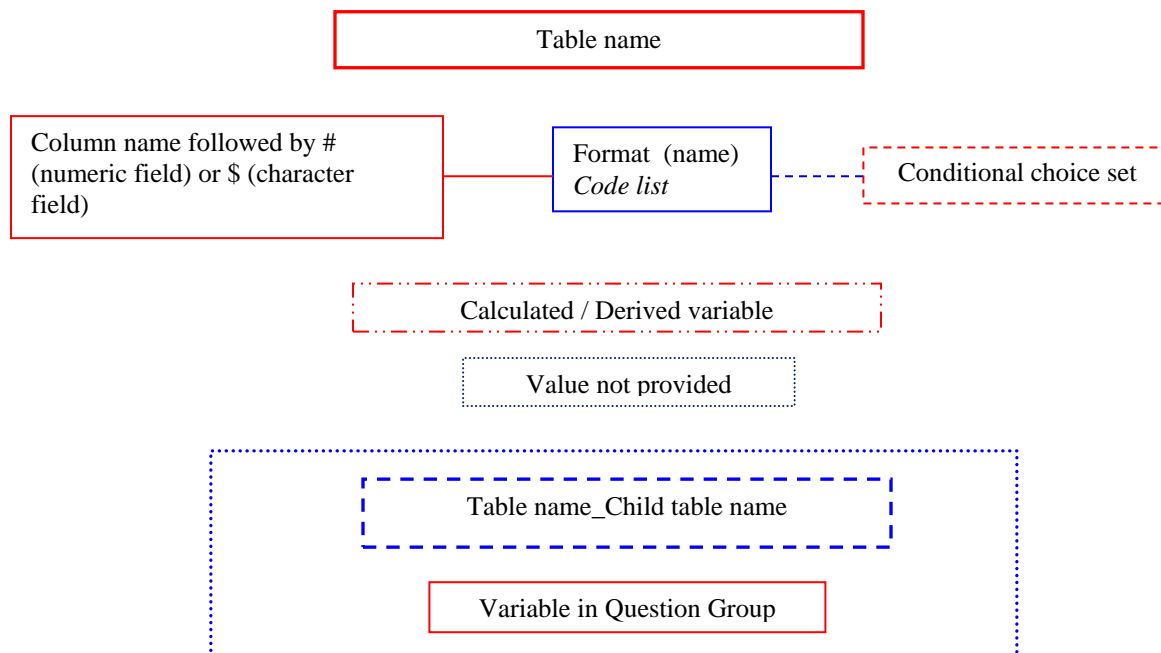 Table name
Column name followed by #
(numeric field) or $ (character
field)
Format (name)
Code list
Conditional choice set
Calculated / Derived variable
Value not provided
Table name_Child table name
Variable in Question Group